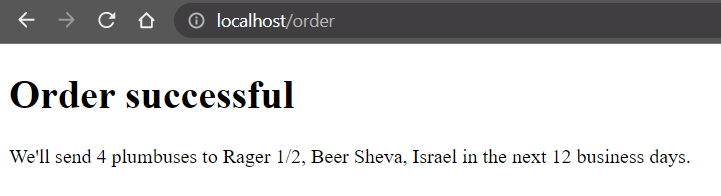 localhost/order
Order successful
We'll send 4 plumbuses to Rager 1/2, Beer Sheva, Israel in the next 12 business days.